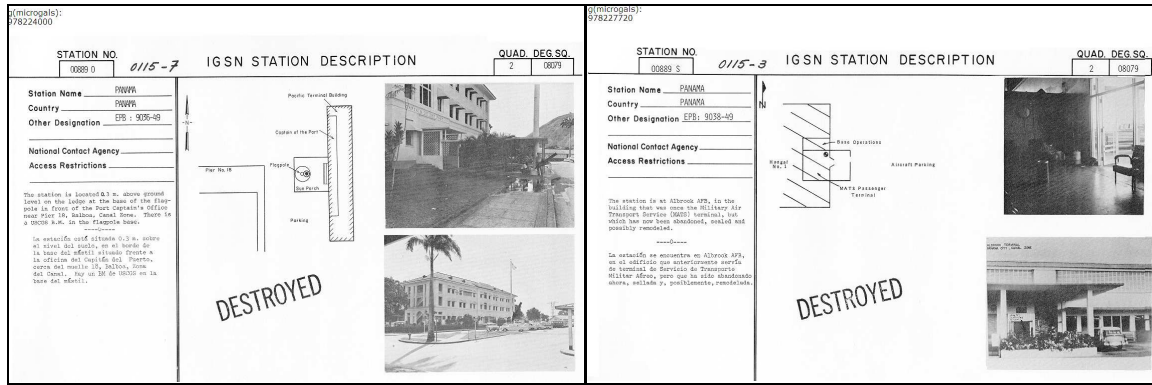 g(microgals):
978224000
STATION NO.
00889 O
0115-7
IGSN STATION DESCRIPTION
QUAD. DEG.SQ.
2 08079
Station Name PANAMA
Country PANAMA
Other Designation EPB : 9036-49
National Contact Agency
Access Restrictions
The station is located 0.3 m. above ground
level on the ledge at the base of the flag-
pole in front of the Port Captain's Office
near Pier 18, Balboa, Canal Zone. There is
a USCGS B.M. in the flagpole base.
----O----
La estación está situada 0.3 m. sobre
el nivel del suelo, en el borde de
la base del mástil situado frente a
la oficina del Capitán del Puerto,
cerca del muelle 18, Balboa, Zona
del Canal. Hay un BM de USCGS en la
base del mástil.
N
Pacific Terminal Building
Captain of the Port
Flagpole
Pier No. 18
Sun Porch
Parking
DESTROYED
g(microgals):
978227720
STATION NO.
00889 S
0115-3
IGSN STATION DESCRIPTION
QUAD. DEG.SQ.
2 08079
Station Name PANAMA
Country PANAMA
Other Designation EPB: 9038-49
National Contact Agency
Access Restrictions
The station is at Albrook AFB, in the
building that was once the Military Air
Transport Service (MATS) terminal, but
which has now been abandoned, sealed and
possibly remodeled.
----O----
La estación se encuentra en Albrook AFB,
en el edificio que anteriormente servía
de terminal de Servicio de Transporte
Militar Aéreo, pero que ha sido abandonado
ahora, sellada y, posiblemente, remodelada.
N
Base Operations
Hangel
No. 1
Aircraft Parking
MATS Passenger
Terminal
DESTROYED
ALBROOK TERMINAL
PANAMA CITY, CANAL ZONE